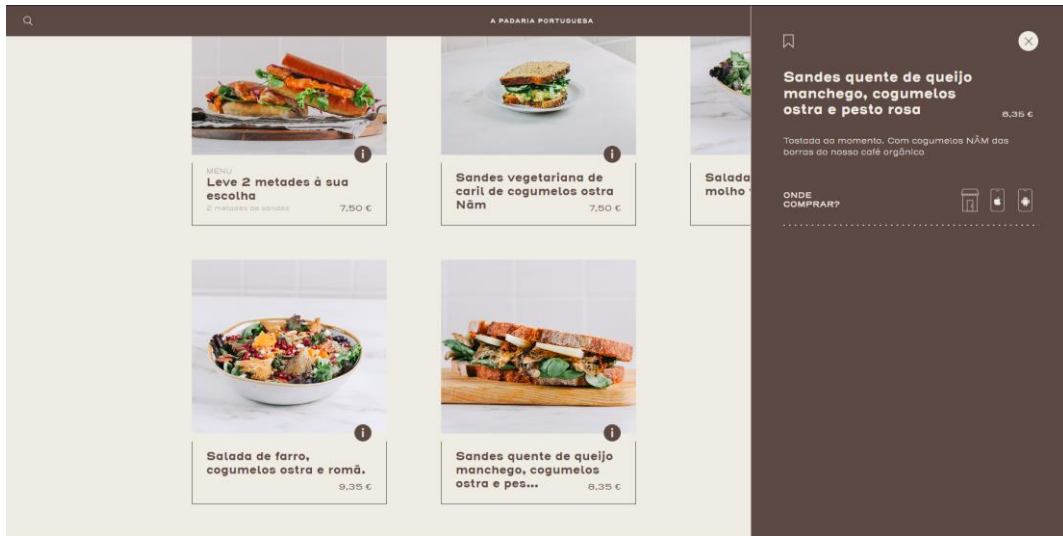 A PADARIA PORTUGUESA
MENU
Leve 2 metades à sua
escolha
2 metades de sandes
7,50 €
Sandes vegetariana de
caril de cogumelos ostra
Nãm
7,50 €
Salada
molho
Salada de farro,
cogumelos ostra e romã.
9,35 €
Sandes quente de queijo
manchego, cogumelos
ostra e pes...
8,35 €
Sandes quente de queijo
manchego, cogumelos
ostra e pesto rosa
8,35 €
Tostada ao momento. Com cogumelos NÃM das
borras do nosso café orgânico
ONDE
COMPRAR?